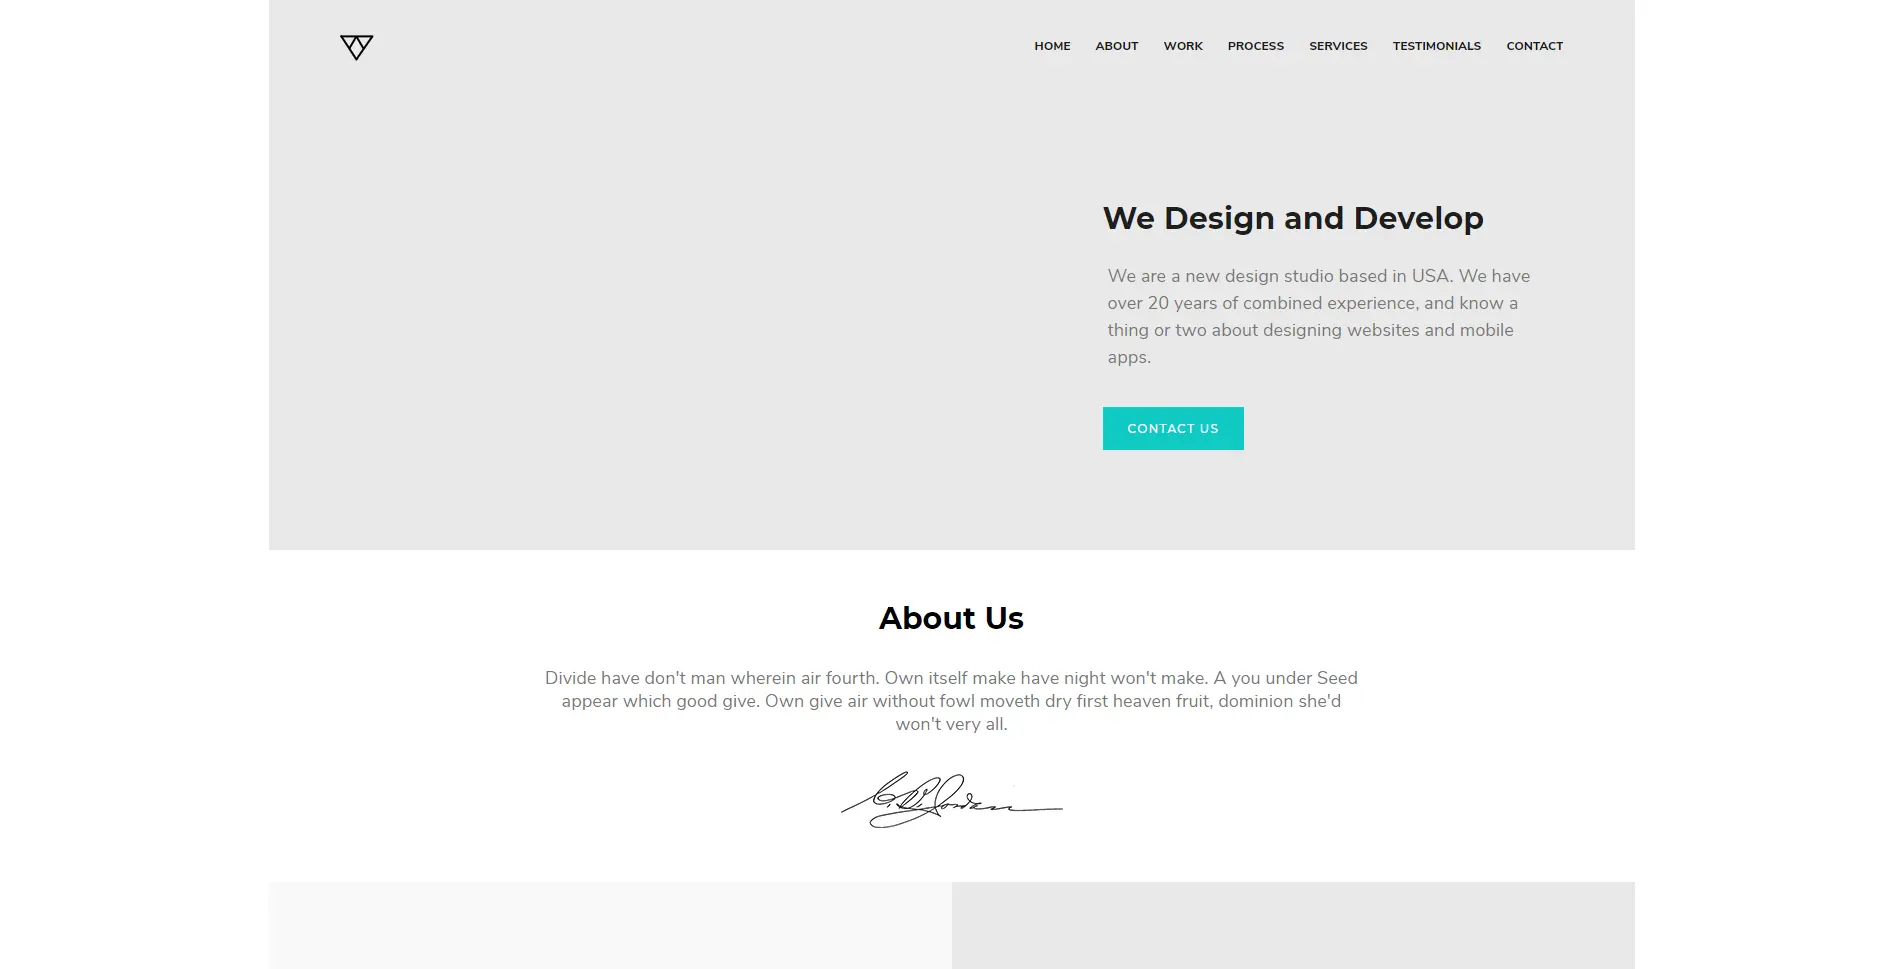 HOME ABOUT WORK PROCESS SERVICES TESTIMONIALS CONTACT
We Design and Develop
We are a new design studio based in USA. We have
over 20 years of combined experience, and know a
thing or two about designing websites and mobile
apps.
CONTACT US
About Us
Divide have don't man wherein air fourth. Own itself make have night won't make. A you under Seed
appear which good give. Own give air without fowl moveth dry first heaven fruit, dominion she'd
won't very all.